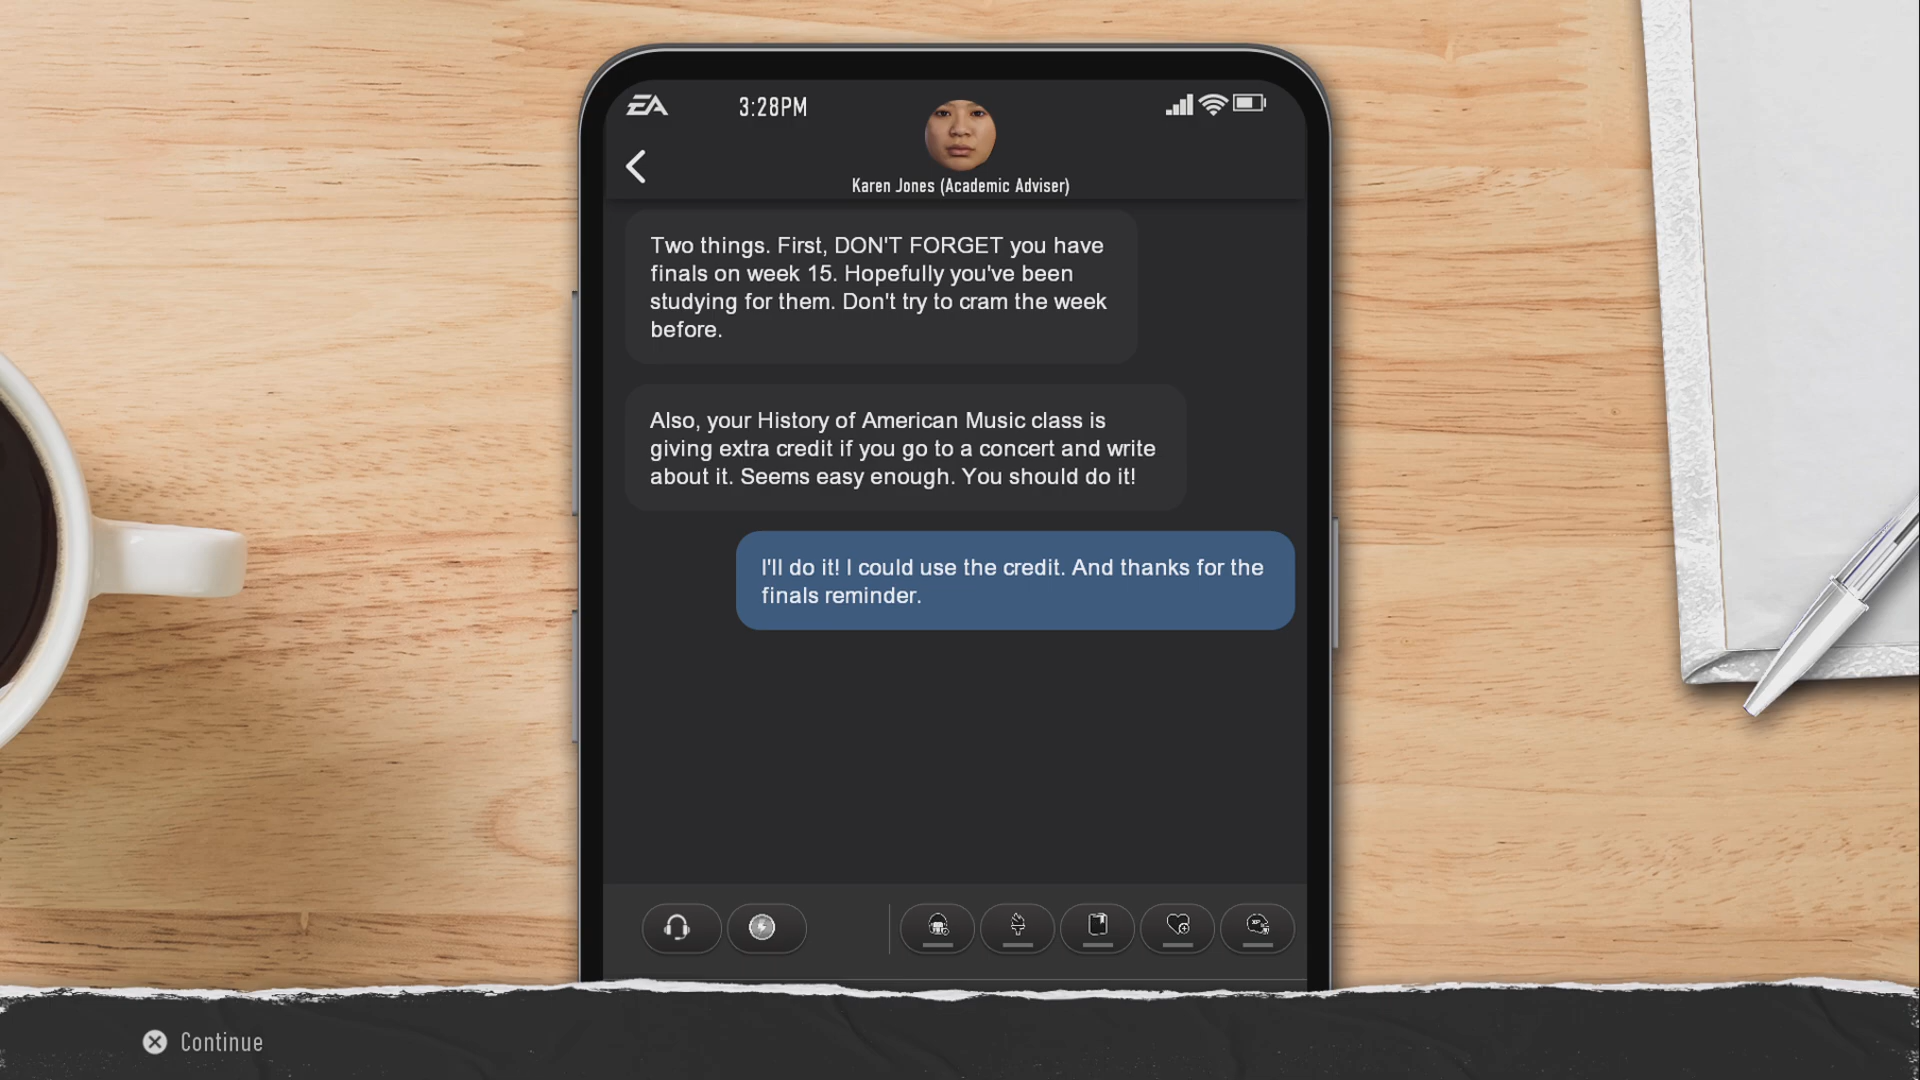 EA
3:28PM
Karen Jones (Academic Adviser)
Two things. First, DON'T FORGET you have
finals on week 15. Hopefully you've been
studying for them. Don't try to cram the week
before.
Also, your History of American Music class is
giving extra credit if you go to a concert and write
about it. Seems easy enough. You should do it!
I'll do it! I could use the credit. And thanks for the
finals reminder.
XP
Continue